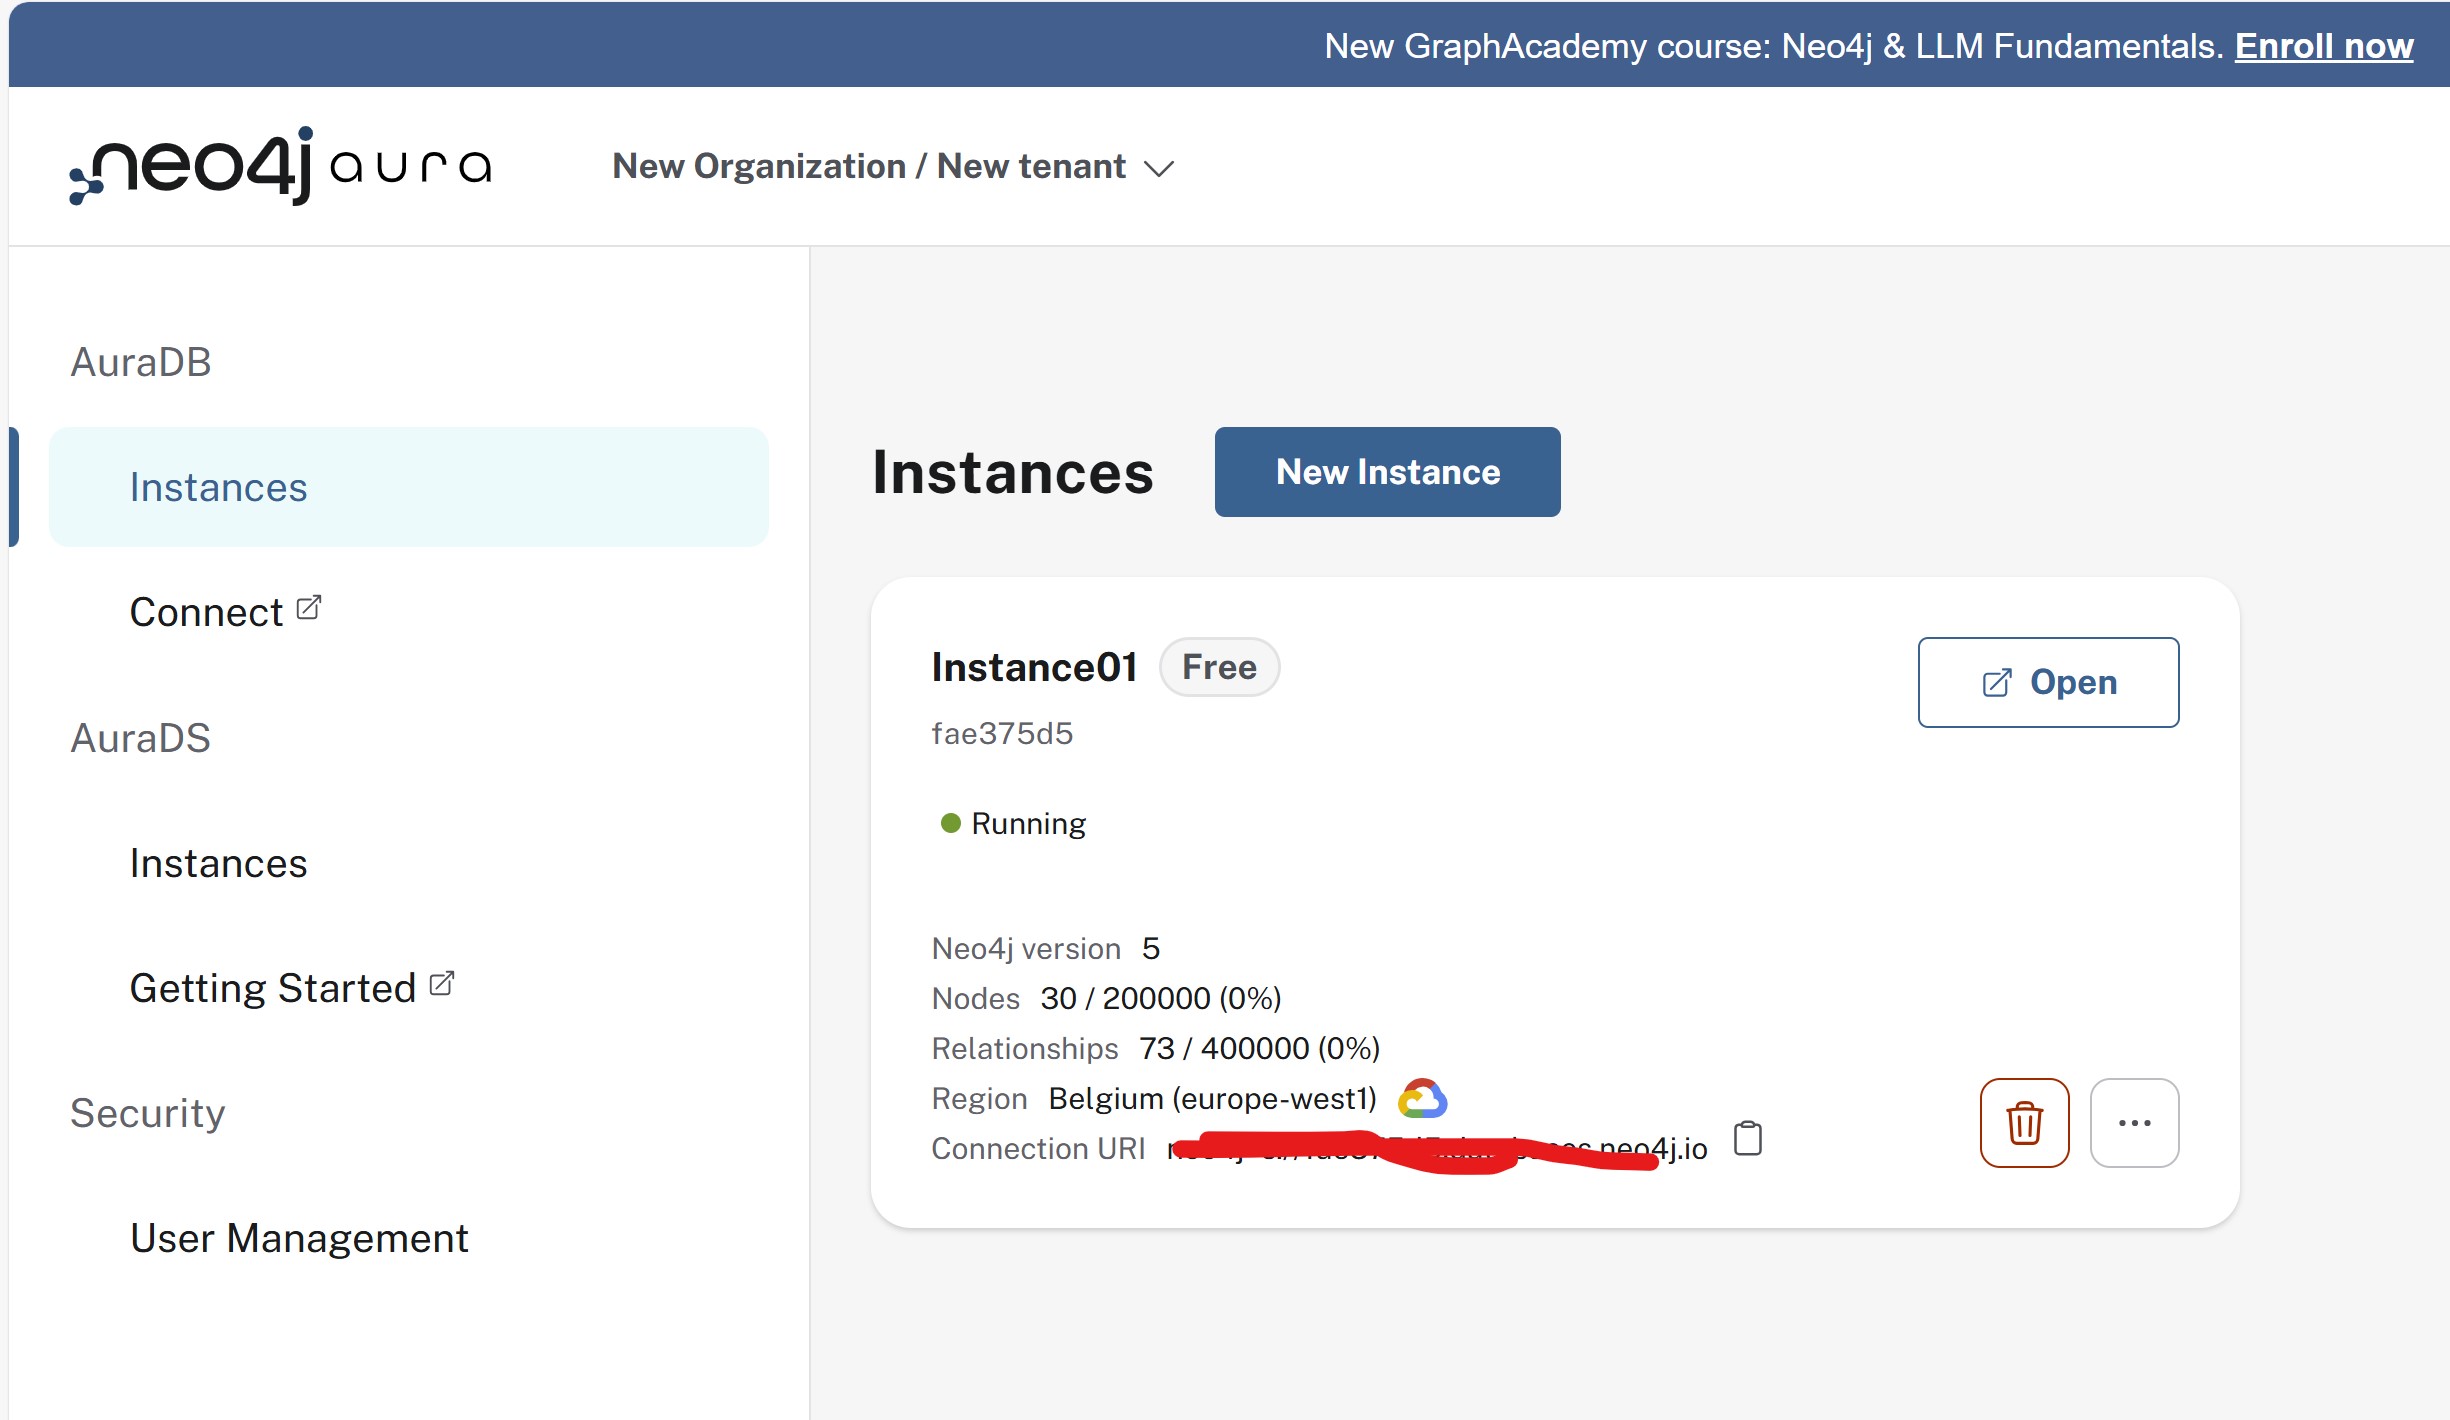 New GraphAcademy course: Neo4j & LLM Fundamentals. Enroll now
neo4j aura
New Organization / New tenant
AuraDB
Instances
Connect
AuraDS
Instances
Getting Started
Security
User Management
Instances
New Instance
Instance01 Free
Open
fae375d5
Running
Neo4j version 5
Nodes 30 / 200000 (0%)
Relationships 73 / 400000 (0%)
Region Belgium (europe-west1)
Connection URI neo4j.io